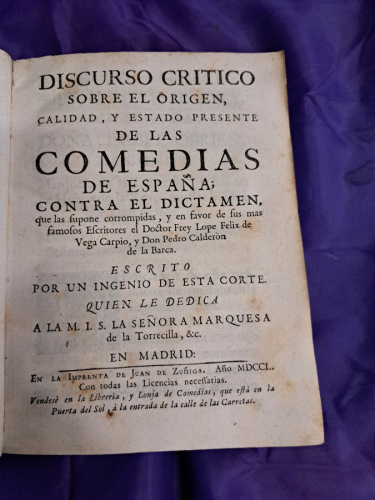 DISCURSO CRITICO
SOBRE EL ORIGEN,
CALIDAD, Y ESTADO PRESENTE
DE LAS
COMEDIAS
DE ESPAÑA;
CONTRA EL DICTAMEN,
que las supone corrompidas, y en favor de sus mas
famosos Escritores el Doctor Frey Lope Felix de
Vega Carpio, y Don Pedro Calderòn
de la Barca.
ESCRITO
POR UN INGENIO DE ESTA CORTE.
QUIEN LE DEDICA
A LA M. I. S. LA SEÑORA MARQUESA
de la Torrecilla, &c.
EN MADRID:
EN LA IMPRENTA DE JUAN DE ZUÑIGA. Año MDCCL.
Con todas las Licencias necessarias.
Vendese en la Libreria, y Lonja de Comedias, que està en la
Puerta del Sol, à la entrada de la calle de las Carretas.